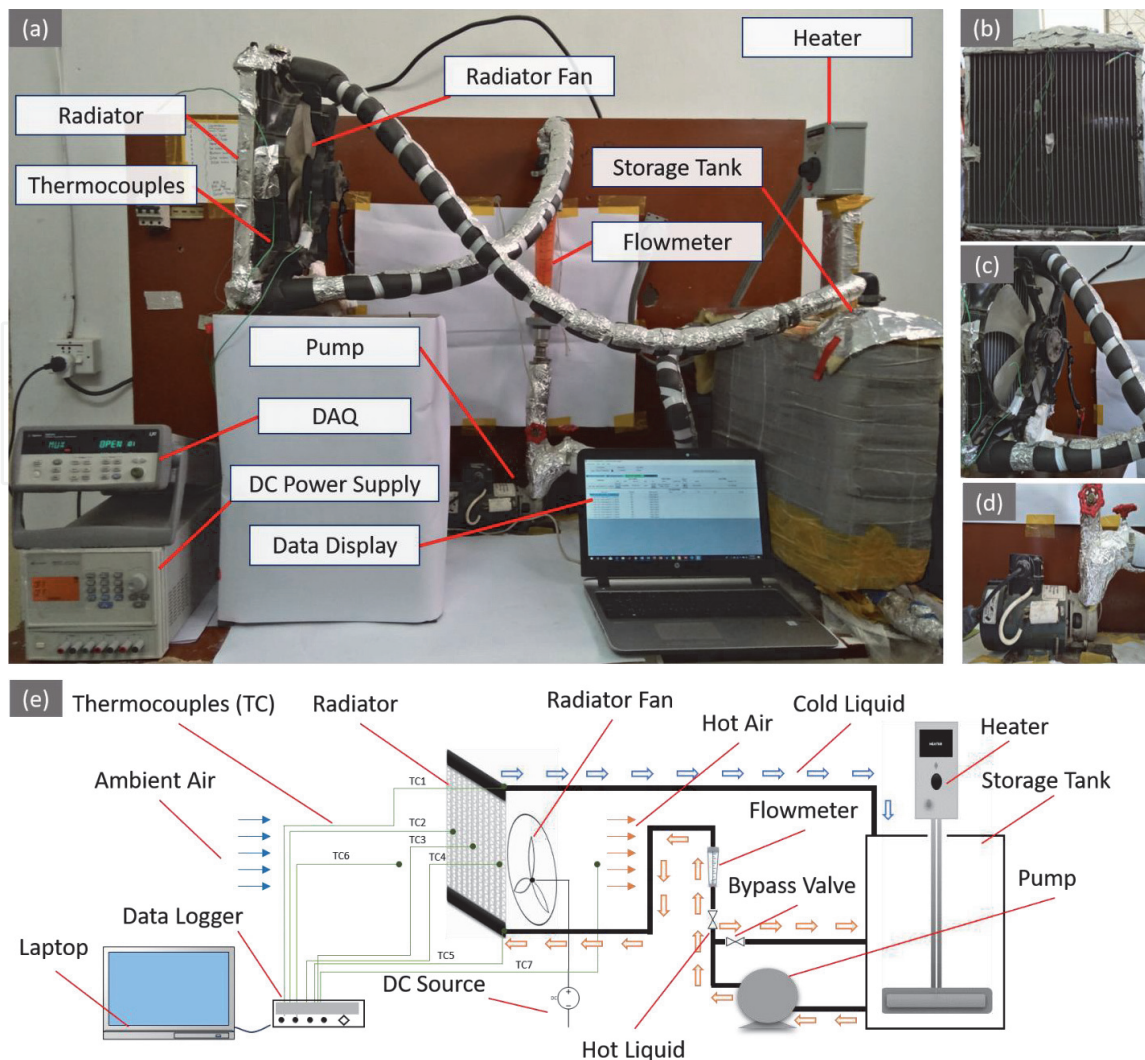 (a)
Heater
Radiator Fan
Radiator
Thermocouples
Storage Tank
Flowmeter
Pump
DAQ
DC Power Supply
Data Display
(b)
(c)
(d)
(e)
Thermocouples (TC)
Radiator
Radiator Fan
Hot Air
Cold Liquid
Heater
Ambient Air
TC1
TC2
TC3
TC4
TC6
Storage Tank
Flowmeter
Bypass Valve
Pump
Data Logger
Laptop
TC5
TC7
DC Source
DC
Hot Liquid
HEATER